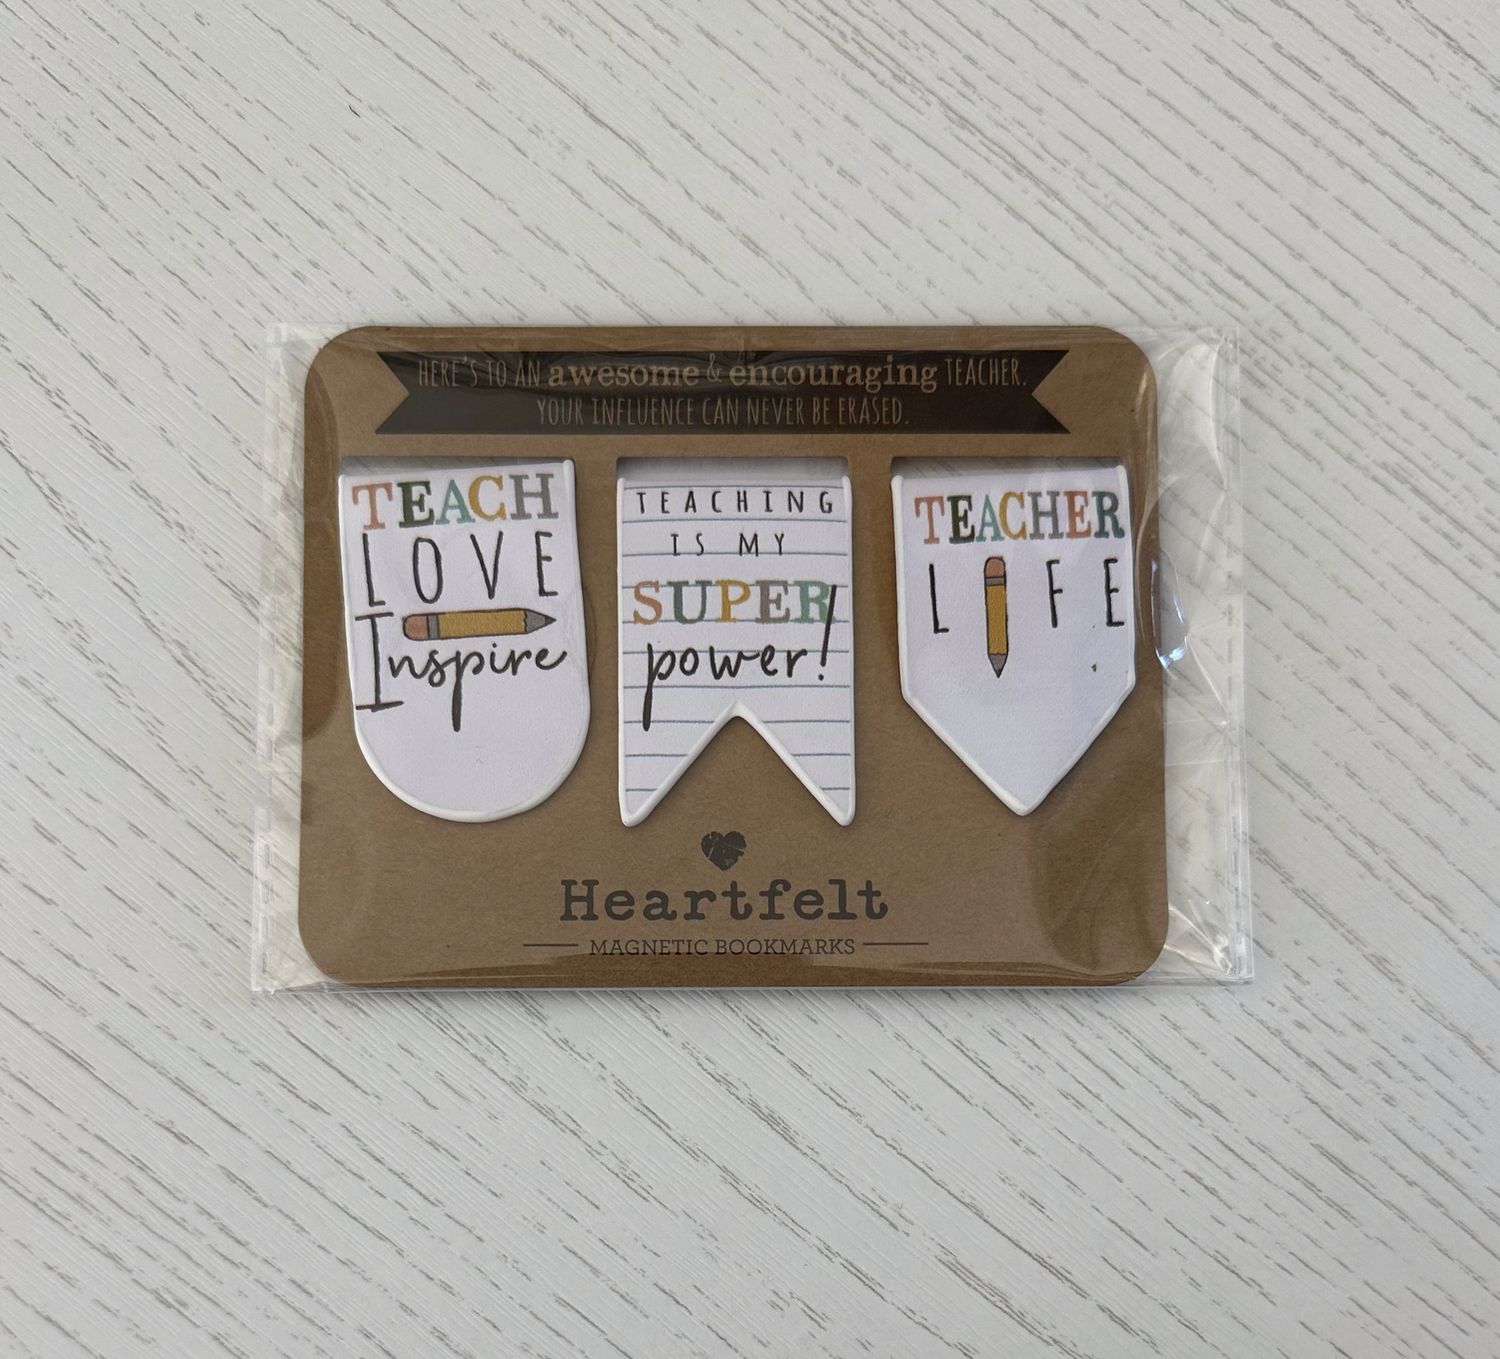 HERE'S TO AN awesome & encouraging TEACHER.
YOUR INFLUENCE CAN NEVER BE ERASED.
TEACH
LOVE
Inspire
TEACHING
IS MY
SUPER
power!
TEACHER
LIFE
Heartfelt
MAGNETIC BOOKMARKS